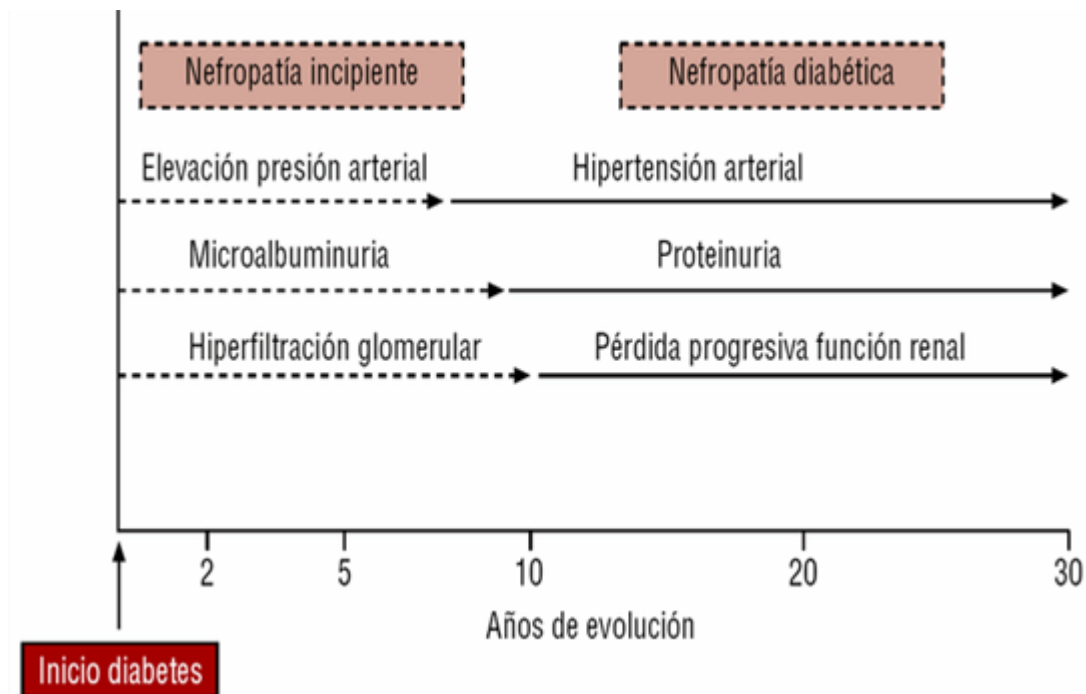 Nefropatía incipiente
Nefropatía diabética
Elevación presión arterial
Hipertensión arterial
Microalbuminuria
Proteinuria
Hiperfiltración glomerular
Pérdida progresiva función renal
2
5
10
20
30
Años de evolución
Inicio diabetes